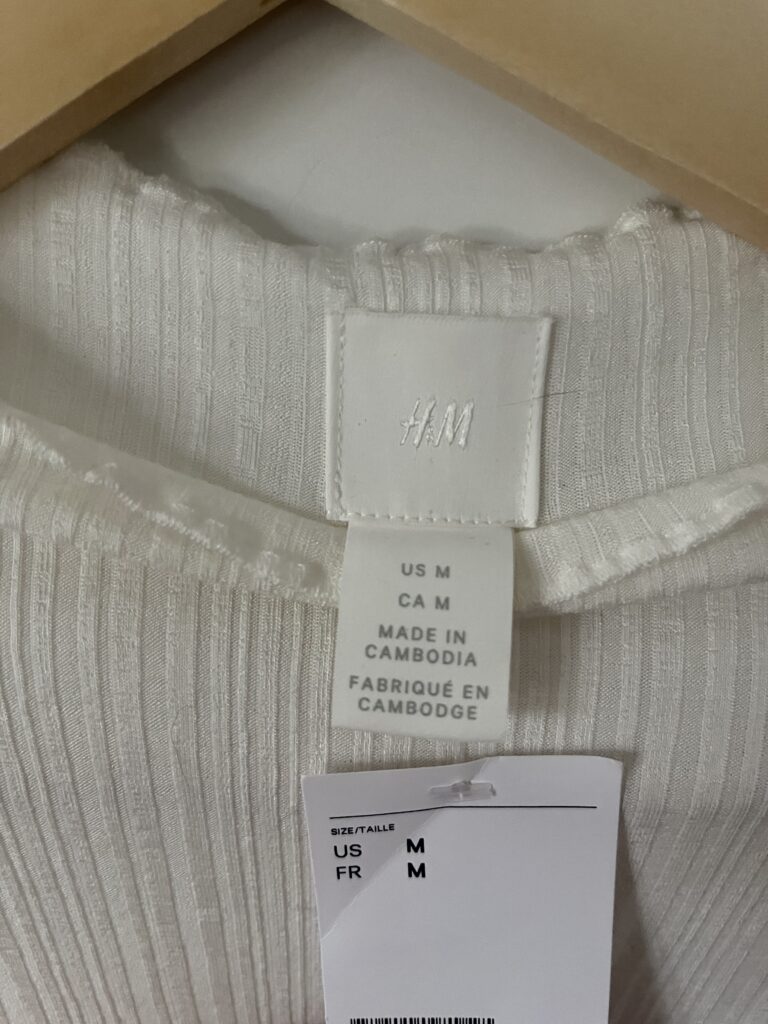 H&M
US M
CA M
MADE IN
CAMBODIA
FABRIQUÉ EN
CAMBODGE
SIZE/TAILLE
US M
FR M